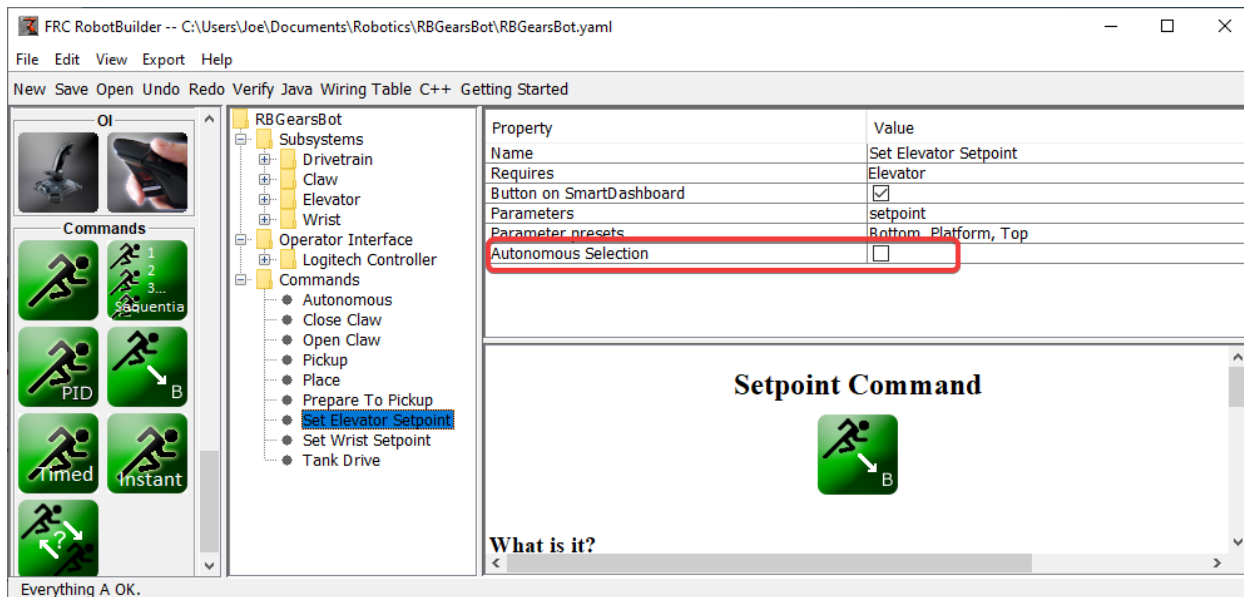 FRC RobotBuilder -- C:\Users\Joe\Documents\Robotics\RBGearsBot\RBGearsBot.yaml
File Edit View Export Help
New Save Open Undo Redo Verify Java Wiring Table C++ Getting Started
OI
Commands
1
2
3...
Sequentia
PID
B
Timed
Instant
?
RBGearsBot
Subsystems
Drivetrain
Claw
Elevator
Wrist
Operator Interface
Logitech Controller
Commands
Autonomous
Close Claw
Open Claw
Pickup
Place
Prepare To Pickup
Set Elevator Setpoint
Set Wrist Setpoint
Tank Drive
Property Value
Name Set Elevator Setpoint
Requires Elevator
Button on SmartDashboard
Parameters setpoint
Parameter presets Bottom, Platform, Top
Autonomous Selection
Setpoint Command
B
What is it?
Everything A OK.